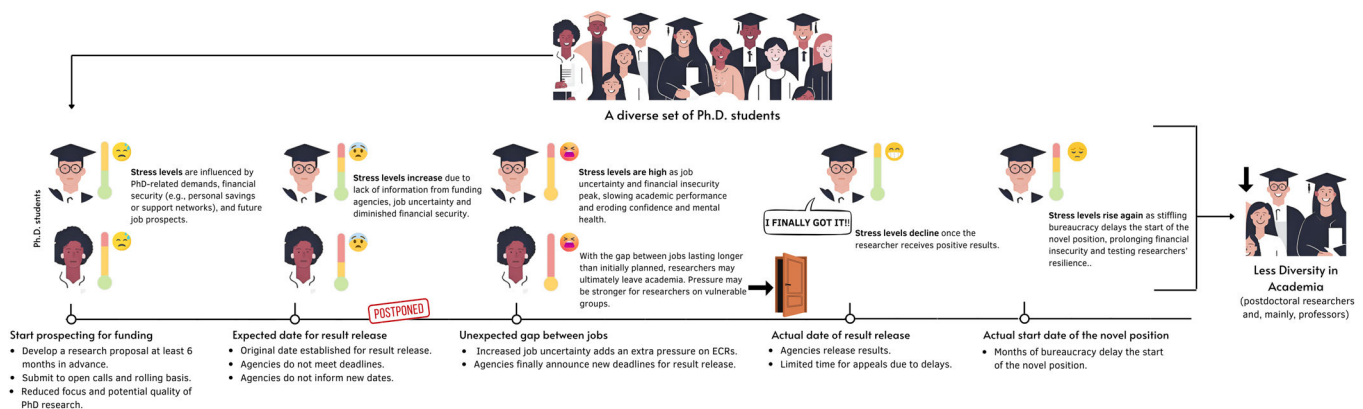 A diverse set of Ph.D. students
Ph.D. students
Stress levels are influenced by
PhD-related demands, financial
security (e.g., personal savings
or support networks), and future
job prospects.
Stress levels increase due to
lack of information from funding
agencies, job uncertainty and
diminished financial security.
Stress levels are high as job
uncertainty and financial insecurity
peak, slowing academic performance
and eroding confidence and mental
health.
With the gap between jobs lasting longer
than initially planned, researchers may
ultimately leave academia. Pressure may
be stronger for researchers on vulnerable
groups.
I FINALLY GOT IT!!
Stress levels decline once the
researcher receives positive results.
Stress levels rise again as stiffling
bureaucracy delays the start of the
novel position, prolonging financial
insecurity and testing researchers'
resilience..
Less Diversity in
Academia
(postdoctoral researchers
and, mainly, professors)
POSTPONED
Start prospecting for funding
• Develop a research proposal at least 6
months in advance.
• Submit to open calls and rolling basis.
• Reduced focus and potential quality of
PhD research.
Expected date for result release
• Original date established for result release.
• Agencies do not meet deadlines.
• Agencies do not inform new dates.
Unexpected gap between jobs
• Increased job uncertainty adds an extra pressure on ECRs.
• Agencies finally announce new deadlines for result release.
Actual date of result release
• Agencies release results.
• Limited time for appeals due to delays.
Actual start date of the novel position
• Months of bureaucracy delay the start
of the novel position.